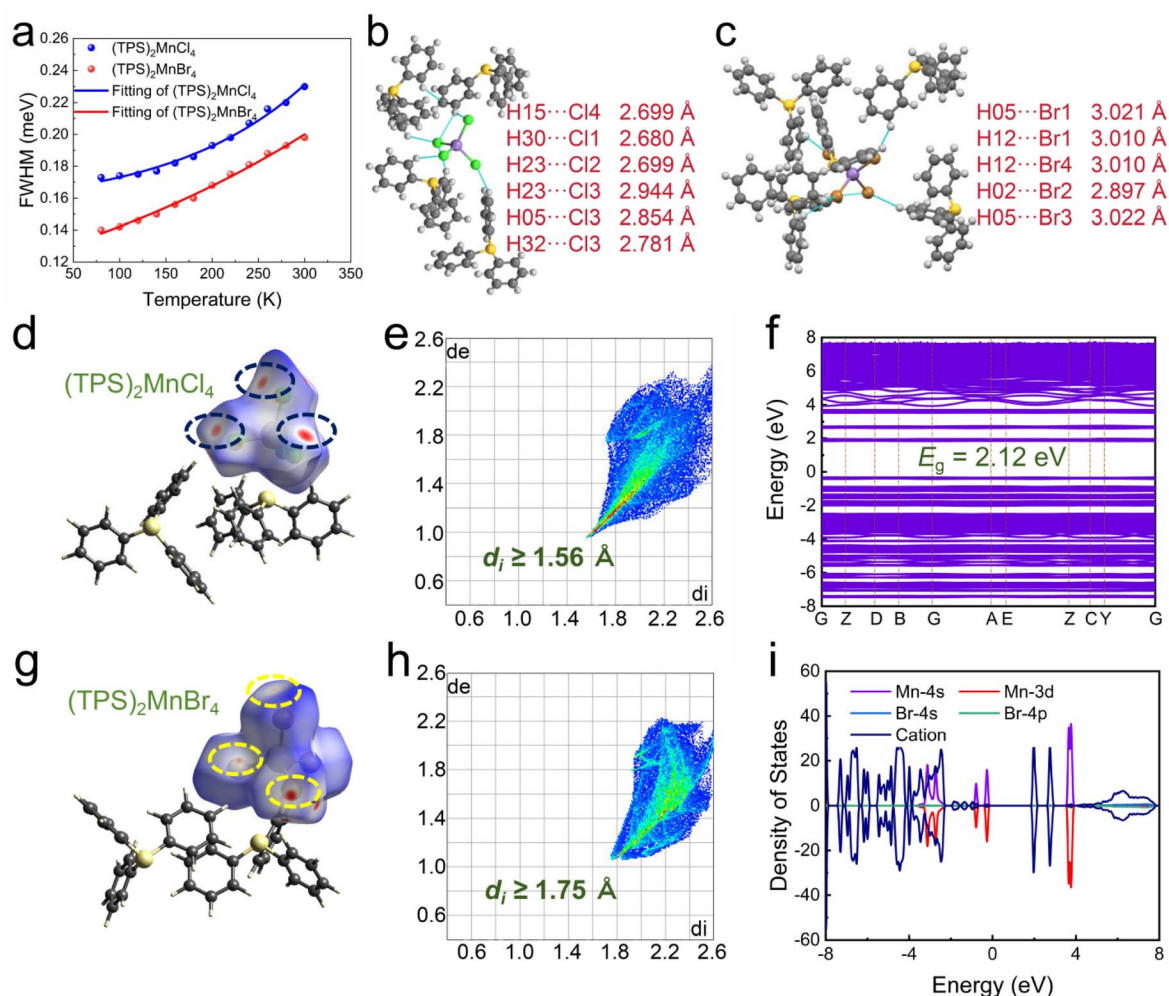 a
0.26
0.24
0.22
0.20
0.18
0.16
0.14
0.12
FWHM (meV)
(TPS)₂MnCl₄
(TPS)₂MnBr₄
Fitting of (TPS)₂MnCl₄
Fitting of (TPS)₂MnBr₄
50 100 150 200 250 300 350
Temperature (K)
b
H15···Cl4 2.699 Å
H30···Cl1 2.680 Å
H23···Cl2 2.699 Å
H23···Cl3 2.944 Å
H05···Cl3 2.854 Å
H32···Cl3 2.781 Å
c
H05···Br1 3.021 Å
H12···Br1 3.010 Å
H12···Br4 3.010 Å
H02···Br2 2.897 Å
H05···Br3 3.022 Å
d
(TPS)₂MnCl₄
e
2.6
de
2.2
1.8
1.4
1.0
0.6
dᵢ ≥ 1.56 Å
di
0.6 1.0 1.4 1.8 2.2 2.6
f
8
6
4
2
0
-2
-4
-6
-8
Energy (eV)
Eg = 2.12 eV
G Z D B G A E Z C Y G
g
(TPS)₂MnBr₄
h
2.6
de
2.2
1.8
1.4
1.0
0.6
dᵢ ≥ 1.75 Å
di
0.6 1.0 1.4 1.8 2.2 2.6
i
60
40
20
0
-20
-40
-60
Density of States
Mn-4s Mn-3d
Br-4s Br-4p
Cation
-8 -4 0 4 8
Energy (eV)